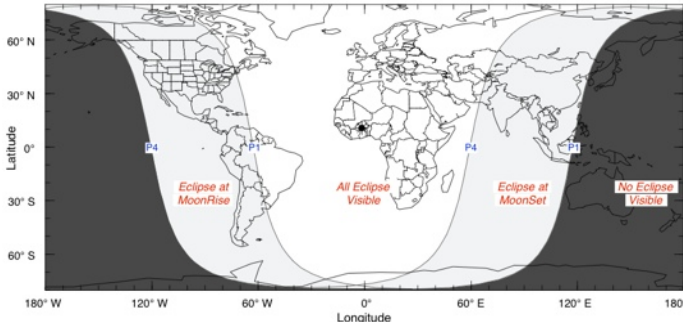 60° N
30° N
0°
30° S
60° S
Latitude
P4
P1
P4
P1
Eclipse at
MoonRise
All Eclipse
Visible
Eclipse at
MoonSet
No Eclipse
Visible
180° W
120° W
60° W
0°
60° E
120° E
180°
Longitude